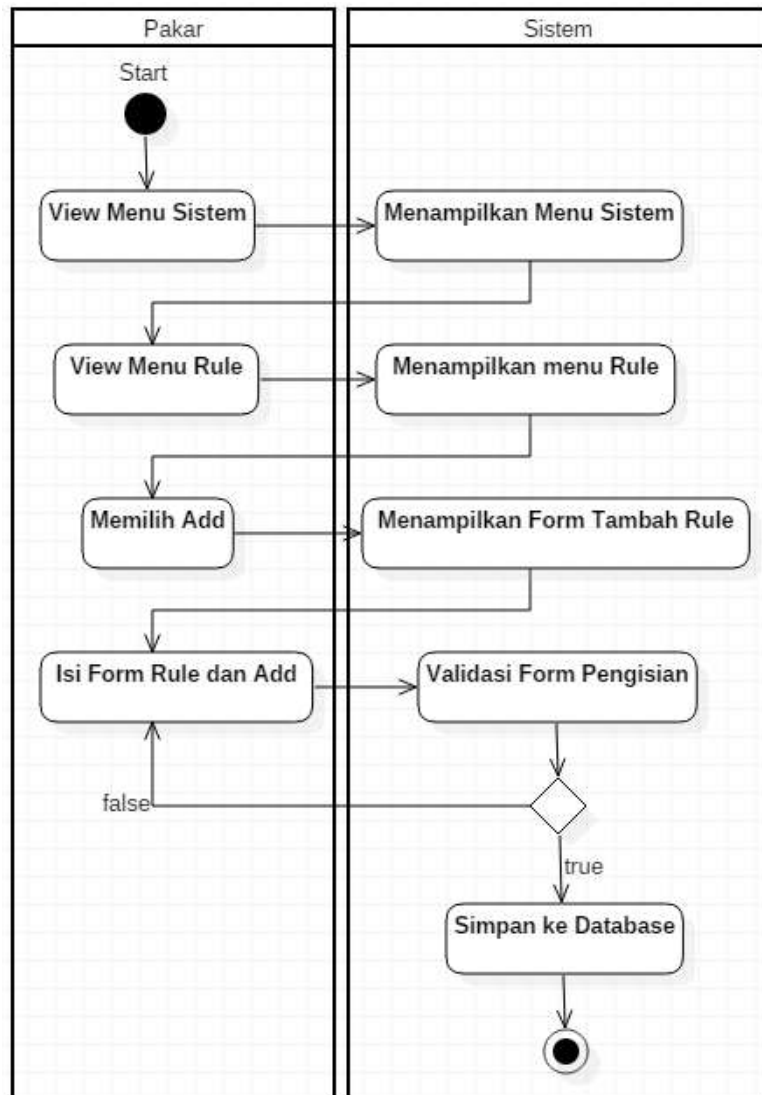 Pakar
Sistem
Start
View Menu Sistem
Menampilkan Menu Sistem
View Menu Rule
Menampilkan menu Rule
Memilih Add
Menampilkan Form Tambah Rule
Isi Form Rule dan Add
Validasi Form Pengisian
false
true
Simpan ke Database